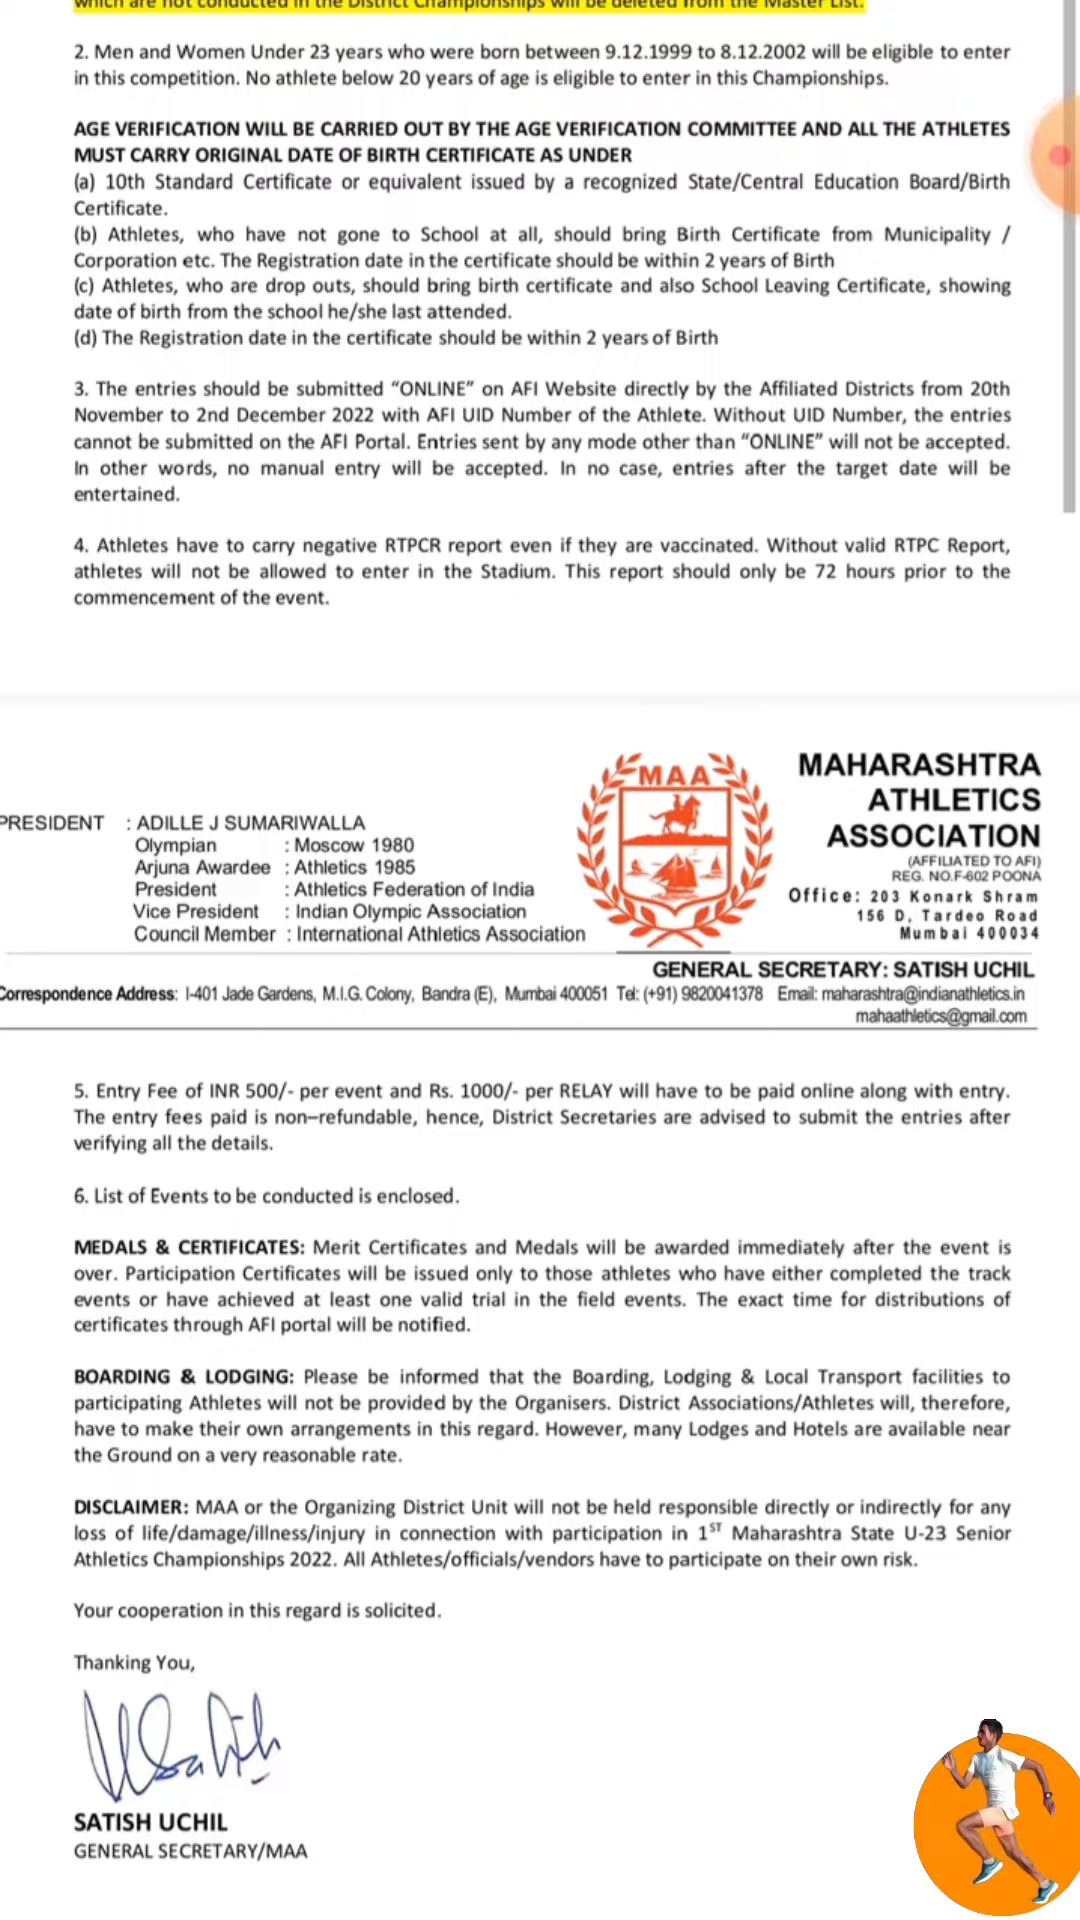 which are not conducted in the District Championships will be deleted from the Master List.
2. Men and Women Under 23 years who were born between 9.12.1999 to 8.12.2002 will be eligible to enter
in this competition. No athlete below 20 years of age is eligible to enter in this Championships.
AGE VERIFICATION WILL BE CARRIED OUT BY THE AGE VERIFICATION COMMITTEE AND ALL THE ATHLETES
MUST CARRY ORIGINAL DATE OF BIRTH CERTIFICATE AS UNDER
(a) 10th Standard Certificate or equivalent issued by a recognized State/Central Education Board/Birth
Certificate.
(b) Athletes, who have not gone to School at all, should bring Birth Certificate from Municipality /
Corporation etc. The Registration date in the certificate should be within 2 years of Birth
(c) Athletes, who are drop outs, should bring birth certificate and also School Leaving Certificate, showing
date of birth from the school he/she last attended.
(d) The Registration date in the certificate should be within 2 years of Birth
3. The entries should be submitted “ONLINE” on AFI Website directly by the Affiliated Districts from 20th
November to 2nd December 2022 with AFI UID Number of the Athlete. Without UID Number, the entries
cannot be submitted on the AFI Portal. Entries sent by any mode other than “ONLINE” will not be accepted.
In other words, no manual entry will be accepted. In no case, entries after the target date will be
entertained.
4. Athletes have to carry negative RTPCR report even if they are vaccinated. Without valid RTPC Report,
athletes will not be allowed to enter in the Stadium. This report should only be 72 hours prior to the
commencement of the event.
PRESIDENT : ADILLE J SUMARIWALLA
Olympian : Moscow 1980
Arjuna Awardee : Athletics 1985
President : Athletics Federation of India
Vice President : Indian Olympic Association
Council Member : International Athletics Association
MAA
MAHARASHTRA
ATHLETICS
ASSOCIATION
(AFFILIATED TO AFI)
REG. NO.F-602 POONA
Office: 203 Konark Shram
156 D, Tardeo Road
Mumbai 400034
GENERAL SECRETARY: SATISH UCHIL
Correspondence Address: I-401 Jade Gardens, M.I.G. Colony, Bandra (E), Mumbai 400051 Tel: (+91) 9820041378 Email: maharashtra@indianathletics.in
mahaathletics@gmail.com
5. Entry Fee of INR 500/- per event and Rs. 1000/- per RELAY will have to be paid online along with entry.
The entry fees paid is non–refundable, hence, District Secretaries are advised to submit the entries after
verifying all the details.
6. List of Events to be conducted is enclosed.
MEDALS & CERTIFICATES: Merit Certificates and Medals will be awarded immediately after the event is
over. Participation Certificates will be issued only to those athletes who have either completed the track
events or have achieved at least one valid trial in the field events. The exact time for distributions of
certificates through AFI portal will be notified.
BOARDING & LODGING: Please be informed that the Boarding, Lodging & Local Transport facilities to
participating Athletes will not be provided by the Organisers. District Associations/Athletes will, therefore,
have to make their own arrangements in this regard. However, many Lodges and Hotels are available near
the Ground on a very reasonable rate.
DISCLAIMER: MAA or the Organizing District Unit will not be held responsible directly or indirectly for any
loss of life/damage/illness/injury in connection with participation in 1ST Maharashtra State U-23 Senior
Athletics Championships 2022. All Athletes/officials/vendors have to participate on their own risk.
Your cooperation in this regard is solicited.
Thanking You,
SATISH UCHIL
GENERAL SECRETARY/MAA